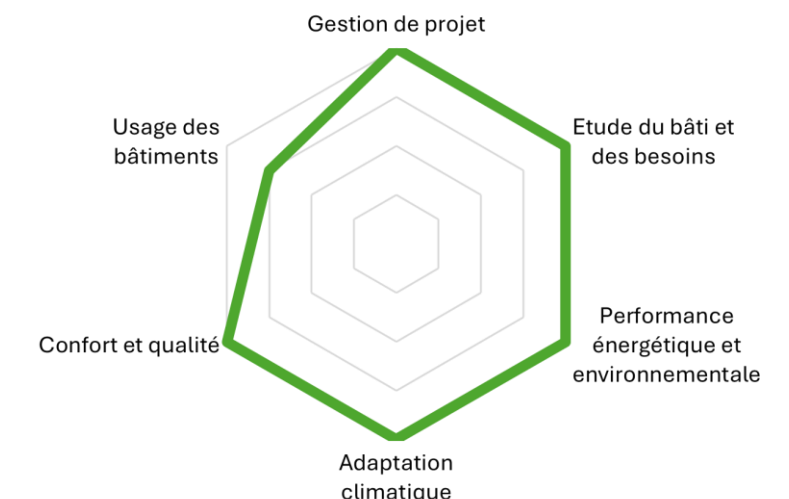 Gestion de projet
Etude du bâti et
des besoins
Performance
énergétique et
environnementale
Adaptation
climatique
Confort et qualité
Usage des
bâtiments